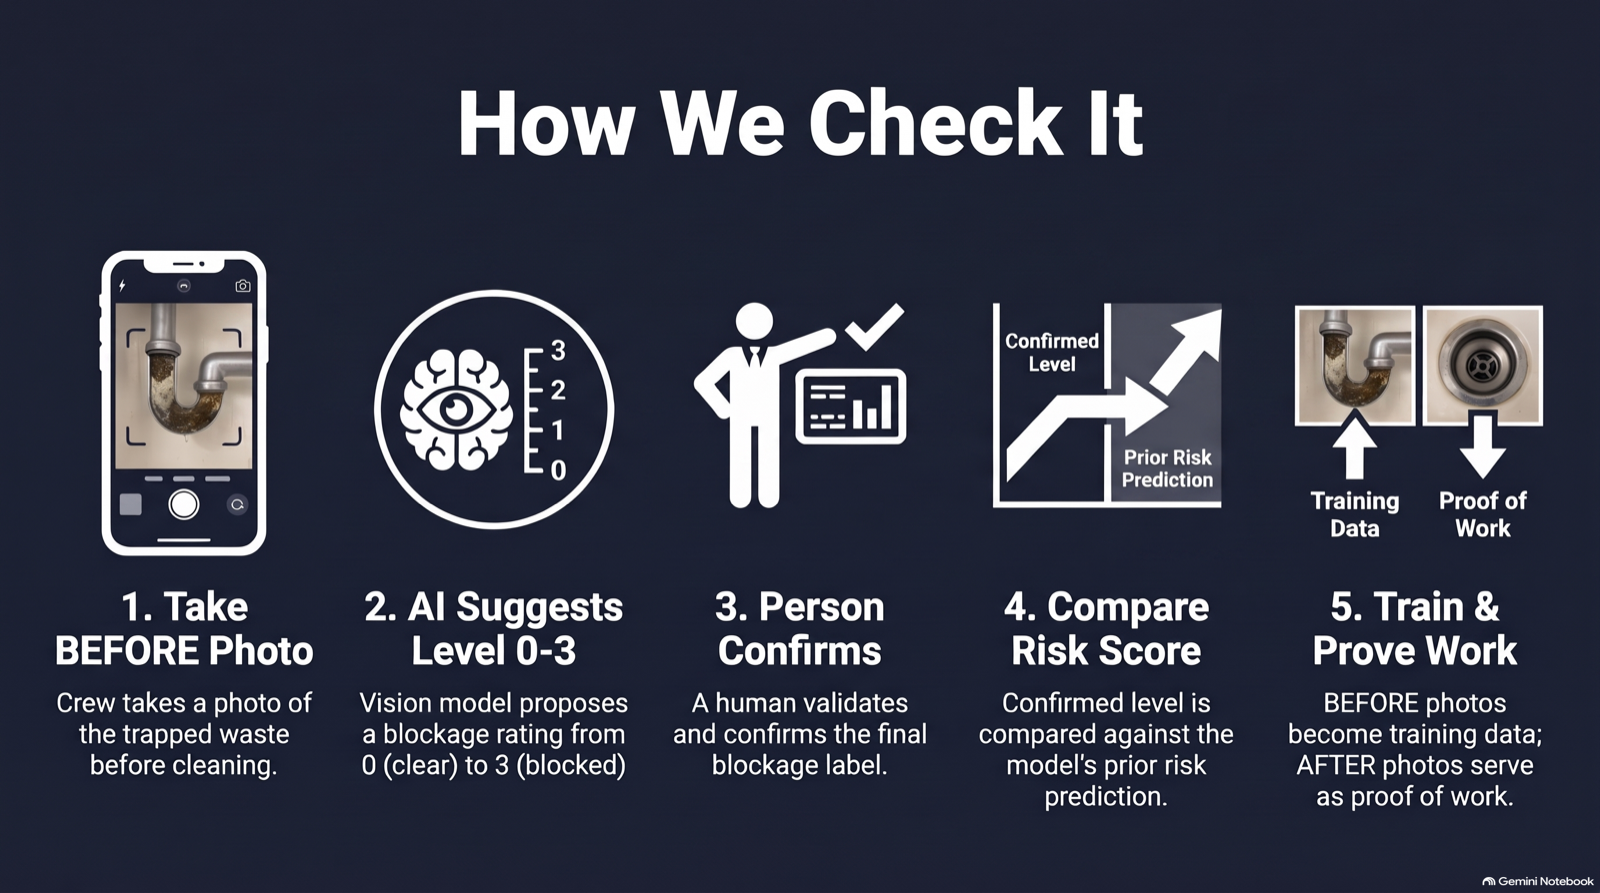 How We Check It
3
2
1
0
Confirmed
Level
Prior Risk
Prediction
Training
Data
Proof of
Work
1. Take
BEFORE Photo
Crew takes a photo of
the trapped waste
before cleaning.
2. AI Suggests
Level 0-3
Vision model proposes
a blockage rating from
0 (clear) to 3 (blocked)
3. Person
Confirms
A human validates
and confirms the final
blockage label.
4. Compare
Risk Score
Confirmed level is
compared against the
model's prior risk
prediction.
5. Train &
Prove Work
BEFORE photos
become training data;
AFTER photos serve
as proof of work.
Gemini Notebook